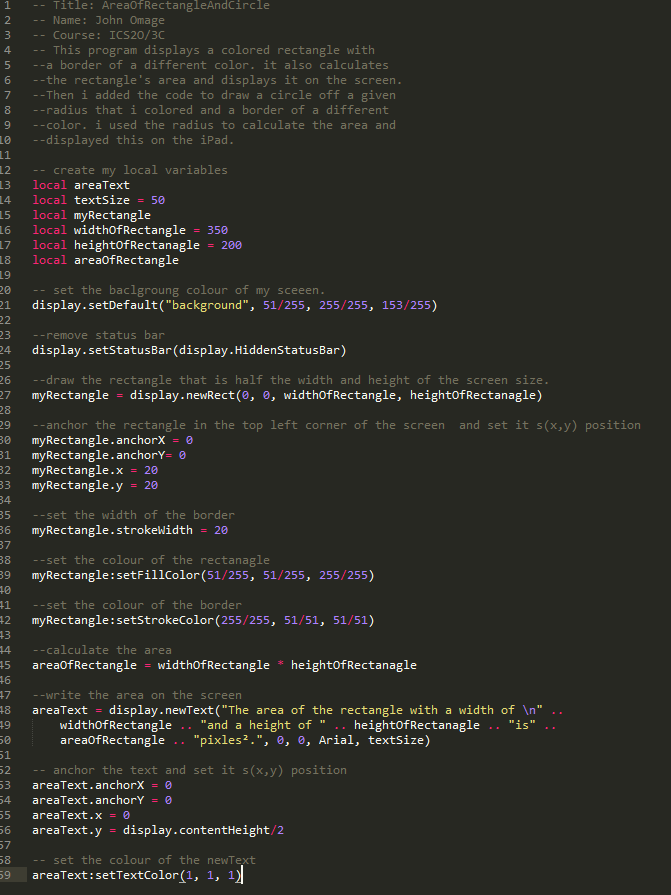 1 -- Title: AreaOfRectangleAndCircle
2 -- Name: John Omage
3 -- Course: ICS2O/3C
4 -- This program displays a colored rectangle with
5 --a border of a different color. it also calculates
6 --the rectangle's area and displays it on the screen.
7 --Then i added the code to draw a circle off a given
8 --radius that i colored and a border of a different
9 --color. i used the radius to calculate the area and
10 --displayed this on the iPad.
11
12 -- create my local variables
13 local areaText
14 local textSize = 50
15 local myRectangle
16 local widthOfRectangle = 350
17 local heightOfRectanagle = 200
18 local areaOfRectangle
19
20 -- set the baclgroung colour of my sceeen.
21 display.setDefault("background", 51/255, 255/255, 153/255)
22
23 --remove status bar
24 display.setStatusBar(display.HiddenStatusBar)
25
26 --draw the rectangle that is half the width and height of the screen size.
27 myRectangle = display.newRect(0, 0, widthOfRectangle, heightOfRectanagle)
28
29 --anchor the rectangle in the top left corner of the screen  and set it s(x,y) position
30 myRectangle.anchorX = 0
31 myRectangle.anchorY= 0
32 myRectangle.x = 20
33 myRectangle.y = 20
34
35 --set the width of the border
36 myRectangle.strokeWidth = 20
37
38 --set the colour of the rectanagle
39 myRectangle:setFillColor(51/255, 51/255, 255/255)
40
41 --set the colour of the border
42 myRectangle:setStrokeColor(255/255, 51/51, 51/51)
43
44 --calculate the area
45 areaOfRectangle = widthOfRectangle * heightOfRectanagle
46
47 --write the area on the screen
48 areaText = display.newText("The area of the rectangle with a width of \n" ..
49 widthOfRectangle .. "and a height of " .. heightOfRectanagle .. "is" ..
50 areaOfRectangle .. "pixles².", 0, 0, Arial, textSize)
51
52 -- anchor the text and set it s(x,y) position
53 areaText.anchorX = 0
54 areaText.anchorY = 0
55 areaText.x = 0
56 areaText.y = display.contentHeight/2
57
58 -- set the colour of the newText
59 areaText:setTextColor(1, 1, 1)